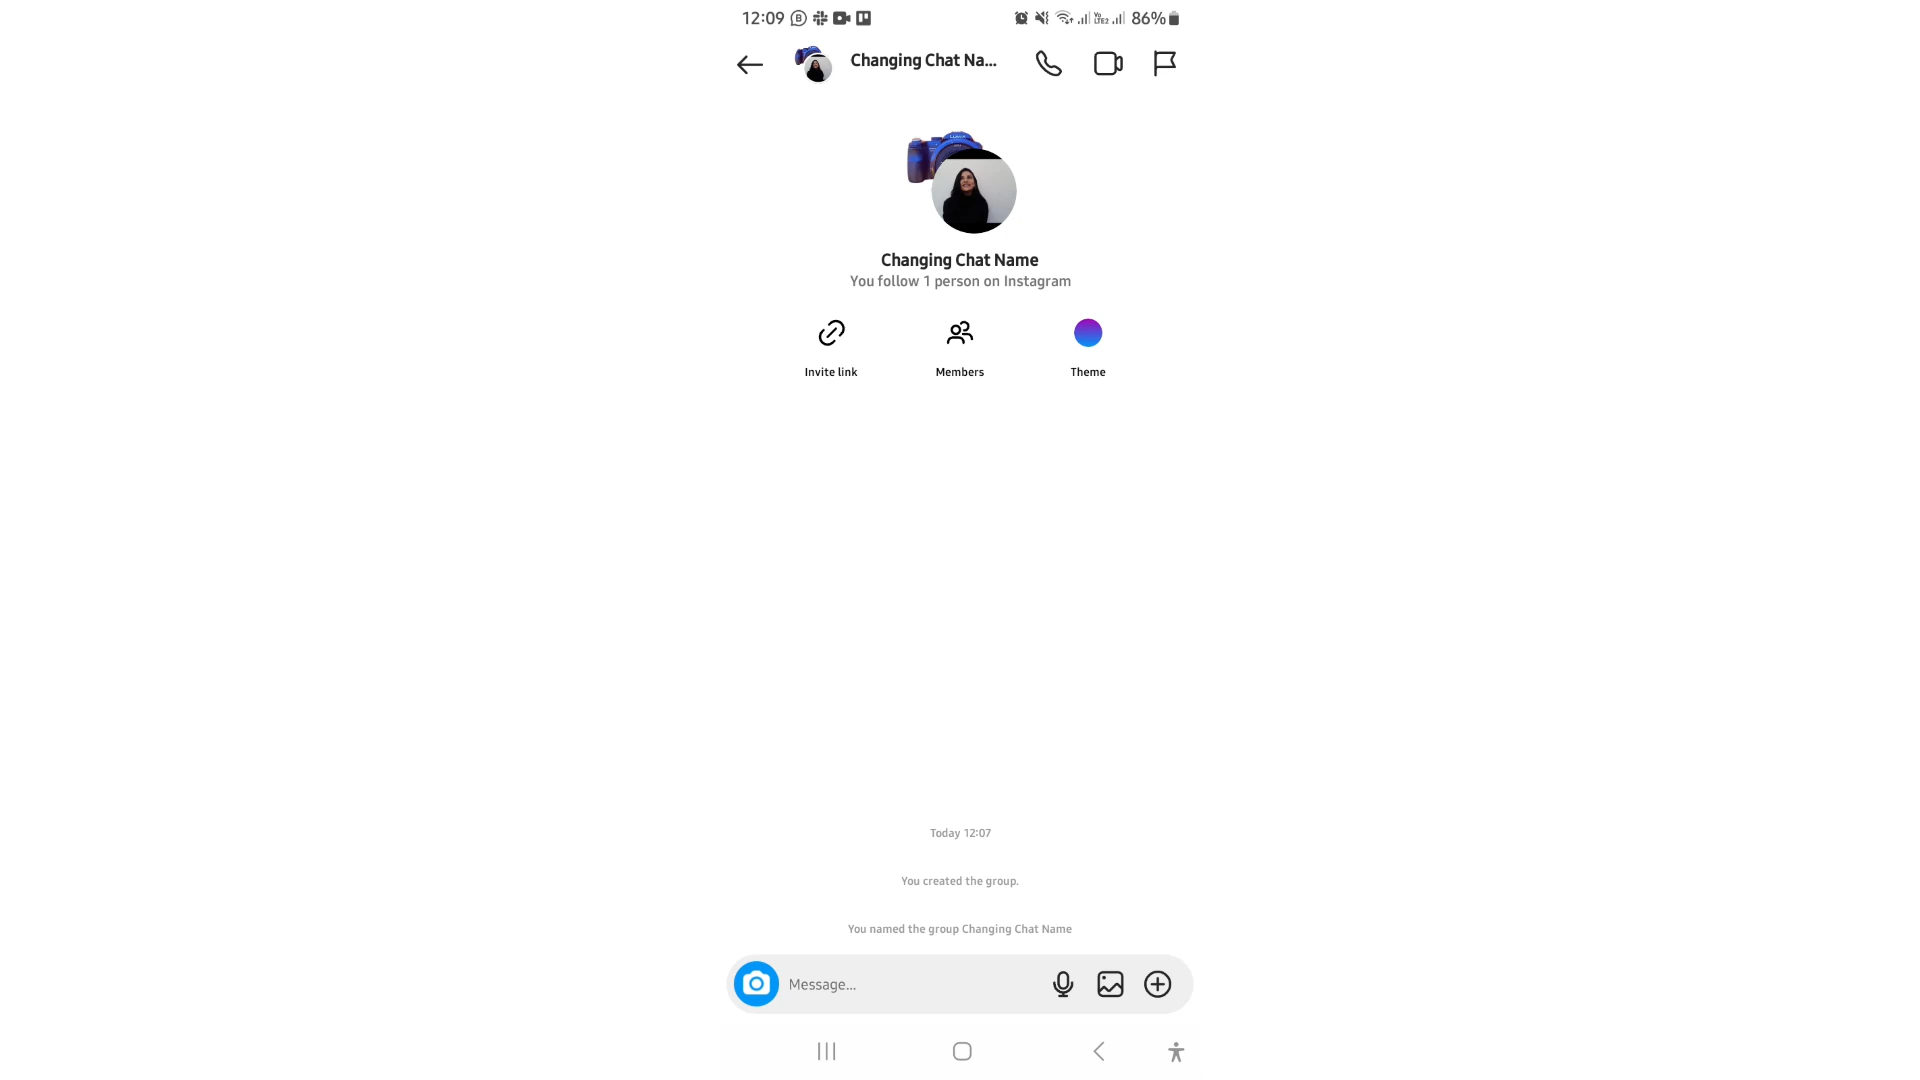 12:09 86%
Changing Chat Na...
Changing Chat Name
You follow 1 person on Instagram
Invite link Members Theme
Today 12:07
You created the group.
You named the group Changing Chat Name
Message...